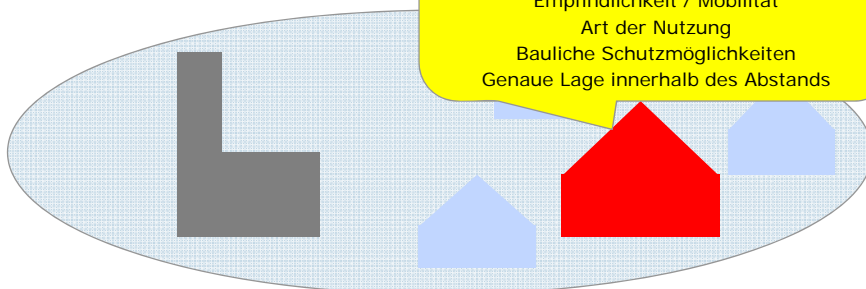 Empfindlichkeit / Mobilität
Art der Nutzung
Bauliche Schutzmöglichkeiten
Genaue Lage innerhalb des Abstands